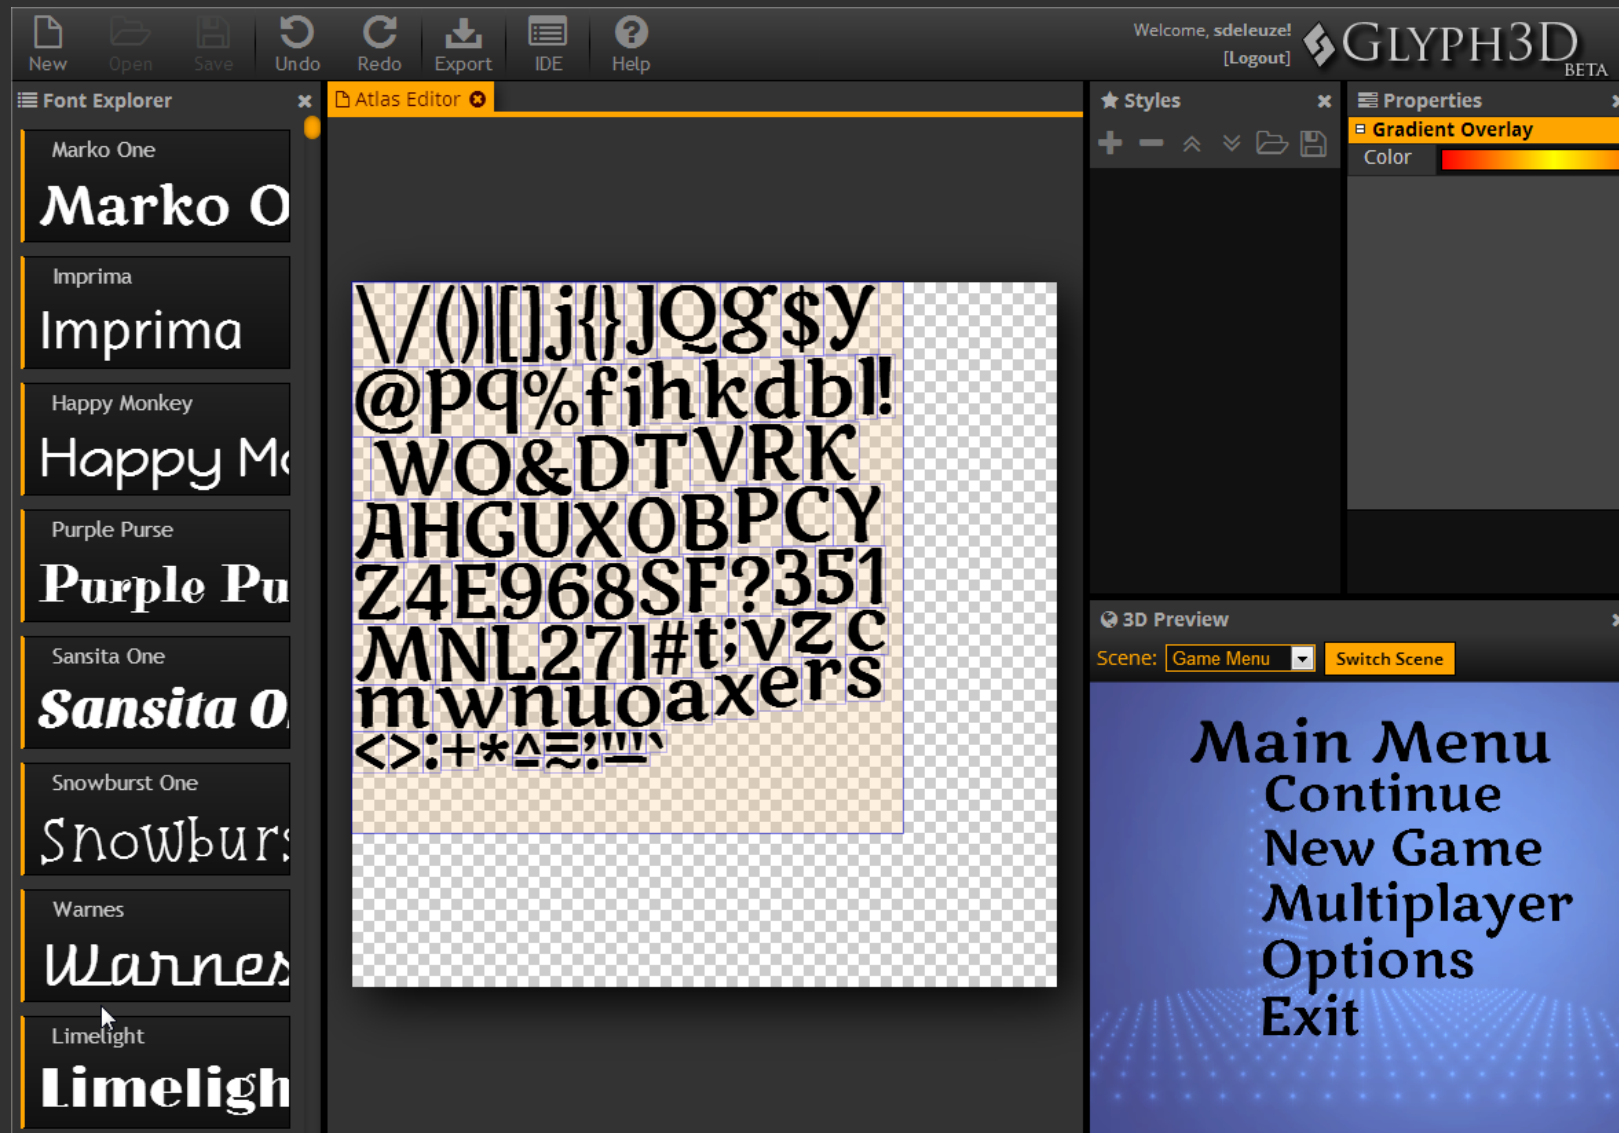 New Open Save Undo Redo Export IDE Help
Welcome, sdeleuze!
[Logout]
GLYPH3D
BETA
Font Explorer
Marko One
Marko O
Imprima
Imprima
Happy Monkey
Happy Mo
Purple Purse
Purple Pu
Sansita One
Sansita O
Snowburst One
Snowburs
Warnes
Warnes
Limelight
Limeligh
Atlas Editor
\/()|[]j{}JQg$y
@pq%fihkdbl!
WO&DTVRK
AHGUXOBPCY
Z4E968SF?351
MNL27I#t;vzc
mwnuoaxers
<>:+*^=~;"'`
Styles
Properties
Gradient Overlay
Color
3D Preview
Scene: Game Menu Switch Scene
Main Menu
Continue
New Game
Multiplayer
Options
Exit